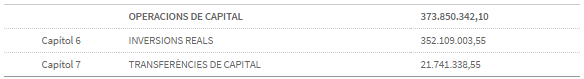 OPERACIONS DE CAPITAL 373.850.342,10
Capítol 6 INVERSIONS REALS 352.109.003,55
Capítol 7 TRANSFERÈNCIES DE CAPITAL 21.741.338,55